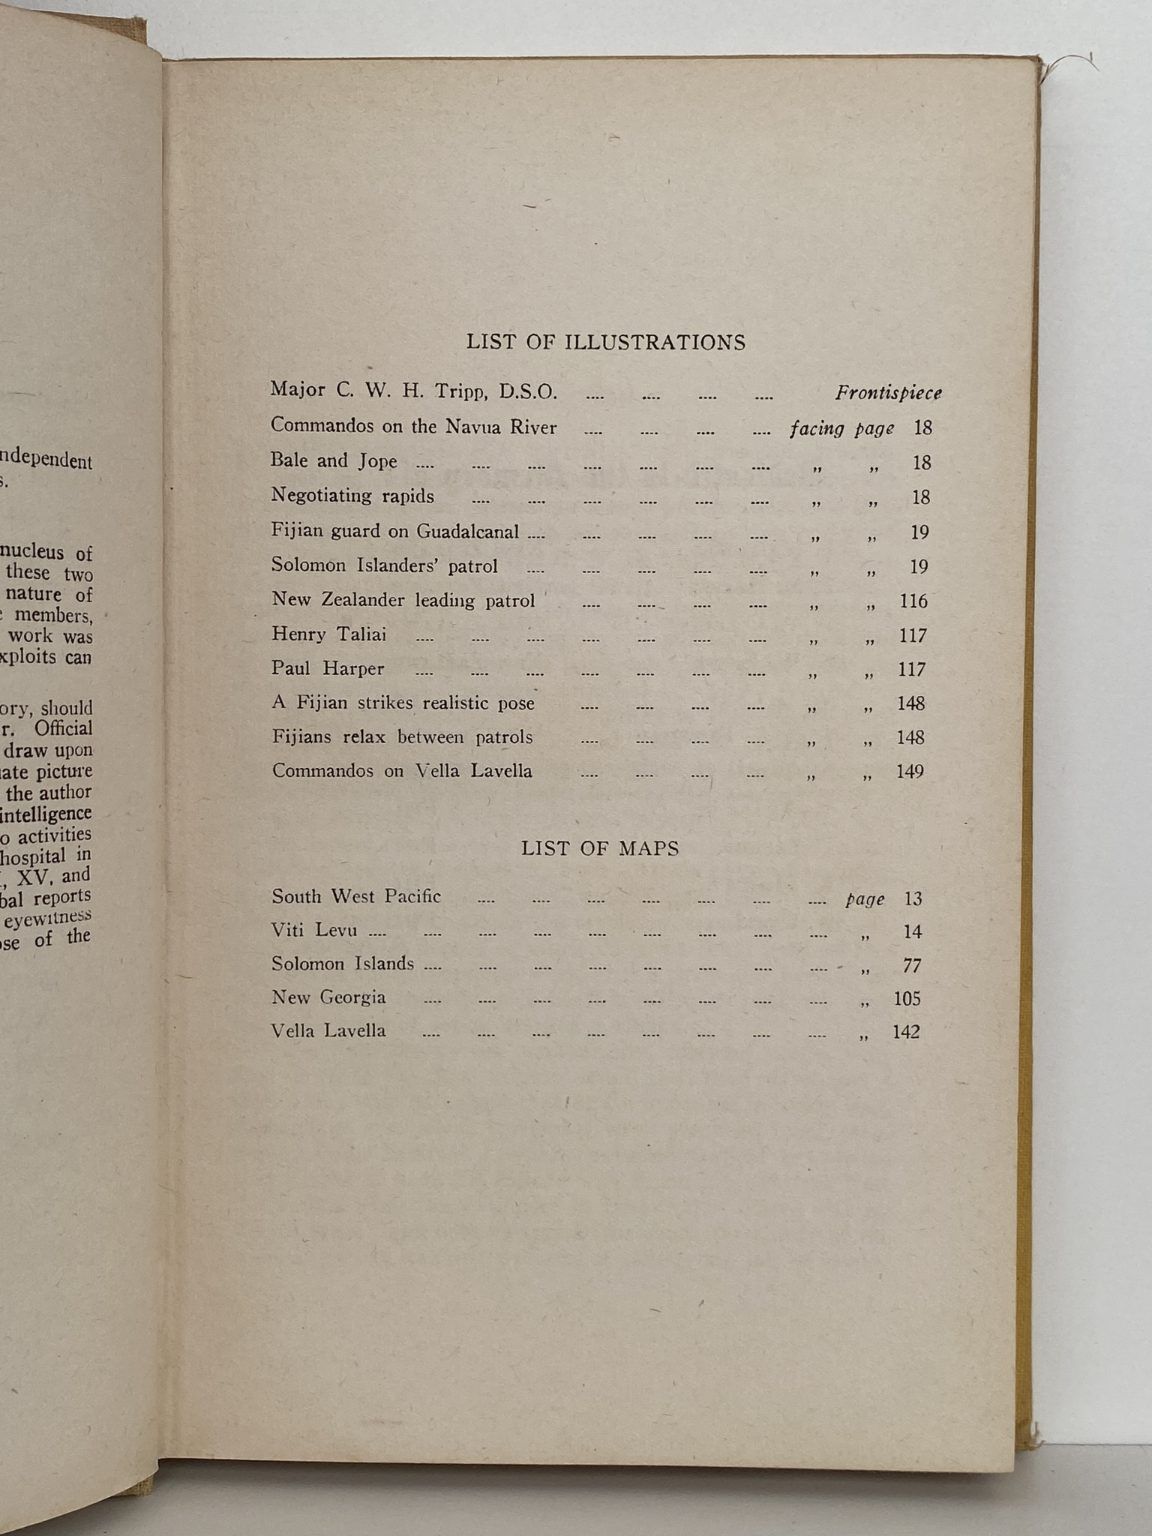 ndependent
s.
nucleus of
these two
nature of
members,
work was
xploits can
ory, should
r. Official
draw upon
ate picture
the author
intelligence
o activities
hospital in
, XV, and
bal reports
eyewitness
ose of the
LIST OF ILLUSTRATIONS
Major C. W. H. Tripp, D.S.O. .... .... .... .... Frontispiece
Commandos on the Navua River .... .... .... .... facing page 18
Bale and Jope .... .... .... .... .... .... .... „ „ 18
Negotiating rapids .... .... .... .... .... .... „ „ 18
Fijian guard on Guadalcanal .... .... .... .... .... „ „ 19
Solomon Islanders' patrol .... .... .... .... .... „ „ 19
New Zealander leading patrol .... .... .... .... „ „ 116
Henry Taliai .... .... .... .... .... .... .... „ „ 117
Paul Harper .... .... .... .... .... .... .... „ „ 117
A Fijian strikes realistic pose .... .... .... .... „ „ 148
Fijians relax between patrols .... .... .... .... „ „ 148
Commandos on Vella Lavella .... .... .... .... „ „ 149
LIST OF MAPS
South West Pacific .... .... .... .... .... .... .... page 13
Viti Levu .... .... .... .... .... .... .... .... .... „ 14
Solomon Islands .... .... .... .... .... .... .... .... „ 77
New Georgia .... .... .... .... .... .... .... .... „ 105
Vella Lavella .... .... .... .... .... .... .... .... „ 142